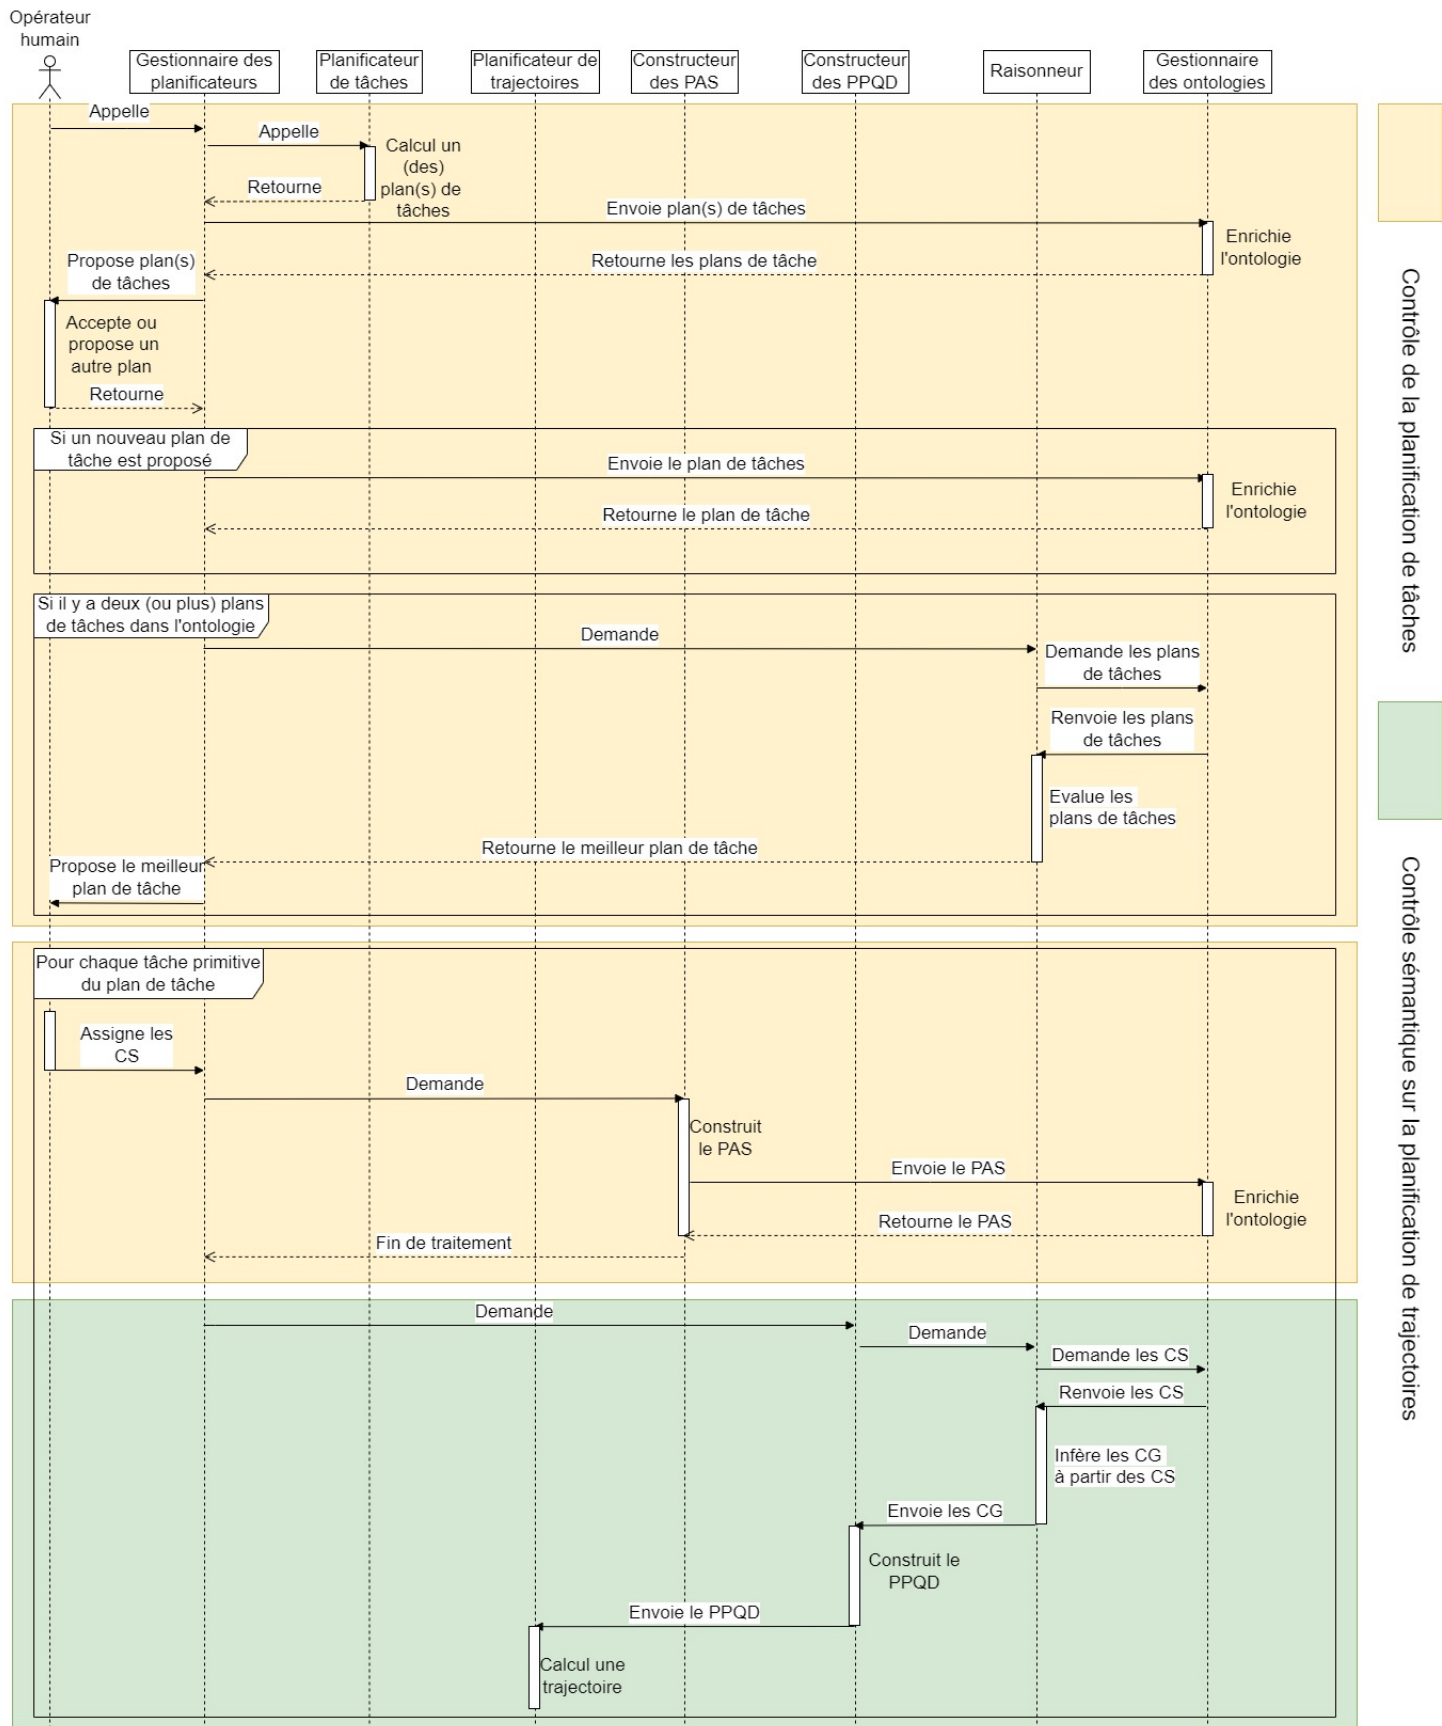 Opérateur
humain
Gestionnaire des
planificateurs
Planificateur
de tâches
Planificateur de
trajectoires
Constructeur
des PAS
Constructeur
des PPQD
Raisonneur
Gestionnaire
des ontologies
Appelle
Appelle
Calcul un
(des)
plan(s) de
tâches
Retourne
Envoie plan(s) de tâches
Enrichie
l'ontologie
Retourne les plans de tâche
Propose plan(s)
de tâches
Accepte ou
propose un
autre plan
Retourne
Si un nouveau plan de
tâche est proposé
Envoie le plan de tâches
Enrichie
l'ontologie
Retourne le plan de tâche
Si il y a deux (ou plus) plans
de tâches dans l'ontologie
Demande
Demande les plans
de tâches
Renvoie les plans
de tâches
Evalue les
plans de tâches
Retourne le meilleur plan de tâche
Propose le meilleur
plan de tâche
Pour chaque tâche primitive
du plan de tâche
Assigne les
CS
Demande
Construit
le PAS
Envoie le PAS
Enrichie
l'ontologie
Retourne le PAS
Fin de traitement
Demande
Demande
Demande les CS
Renvoie les CS
Infère les CG
à partir des CS
Envoie les CG
Construit le
PPQD
Envoie le PPQD
Calcul une
trajectoire
Contrôle de la planification de tâches
Contrôle sémantique sur la planification de trajectoires